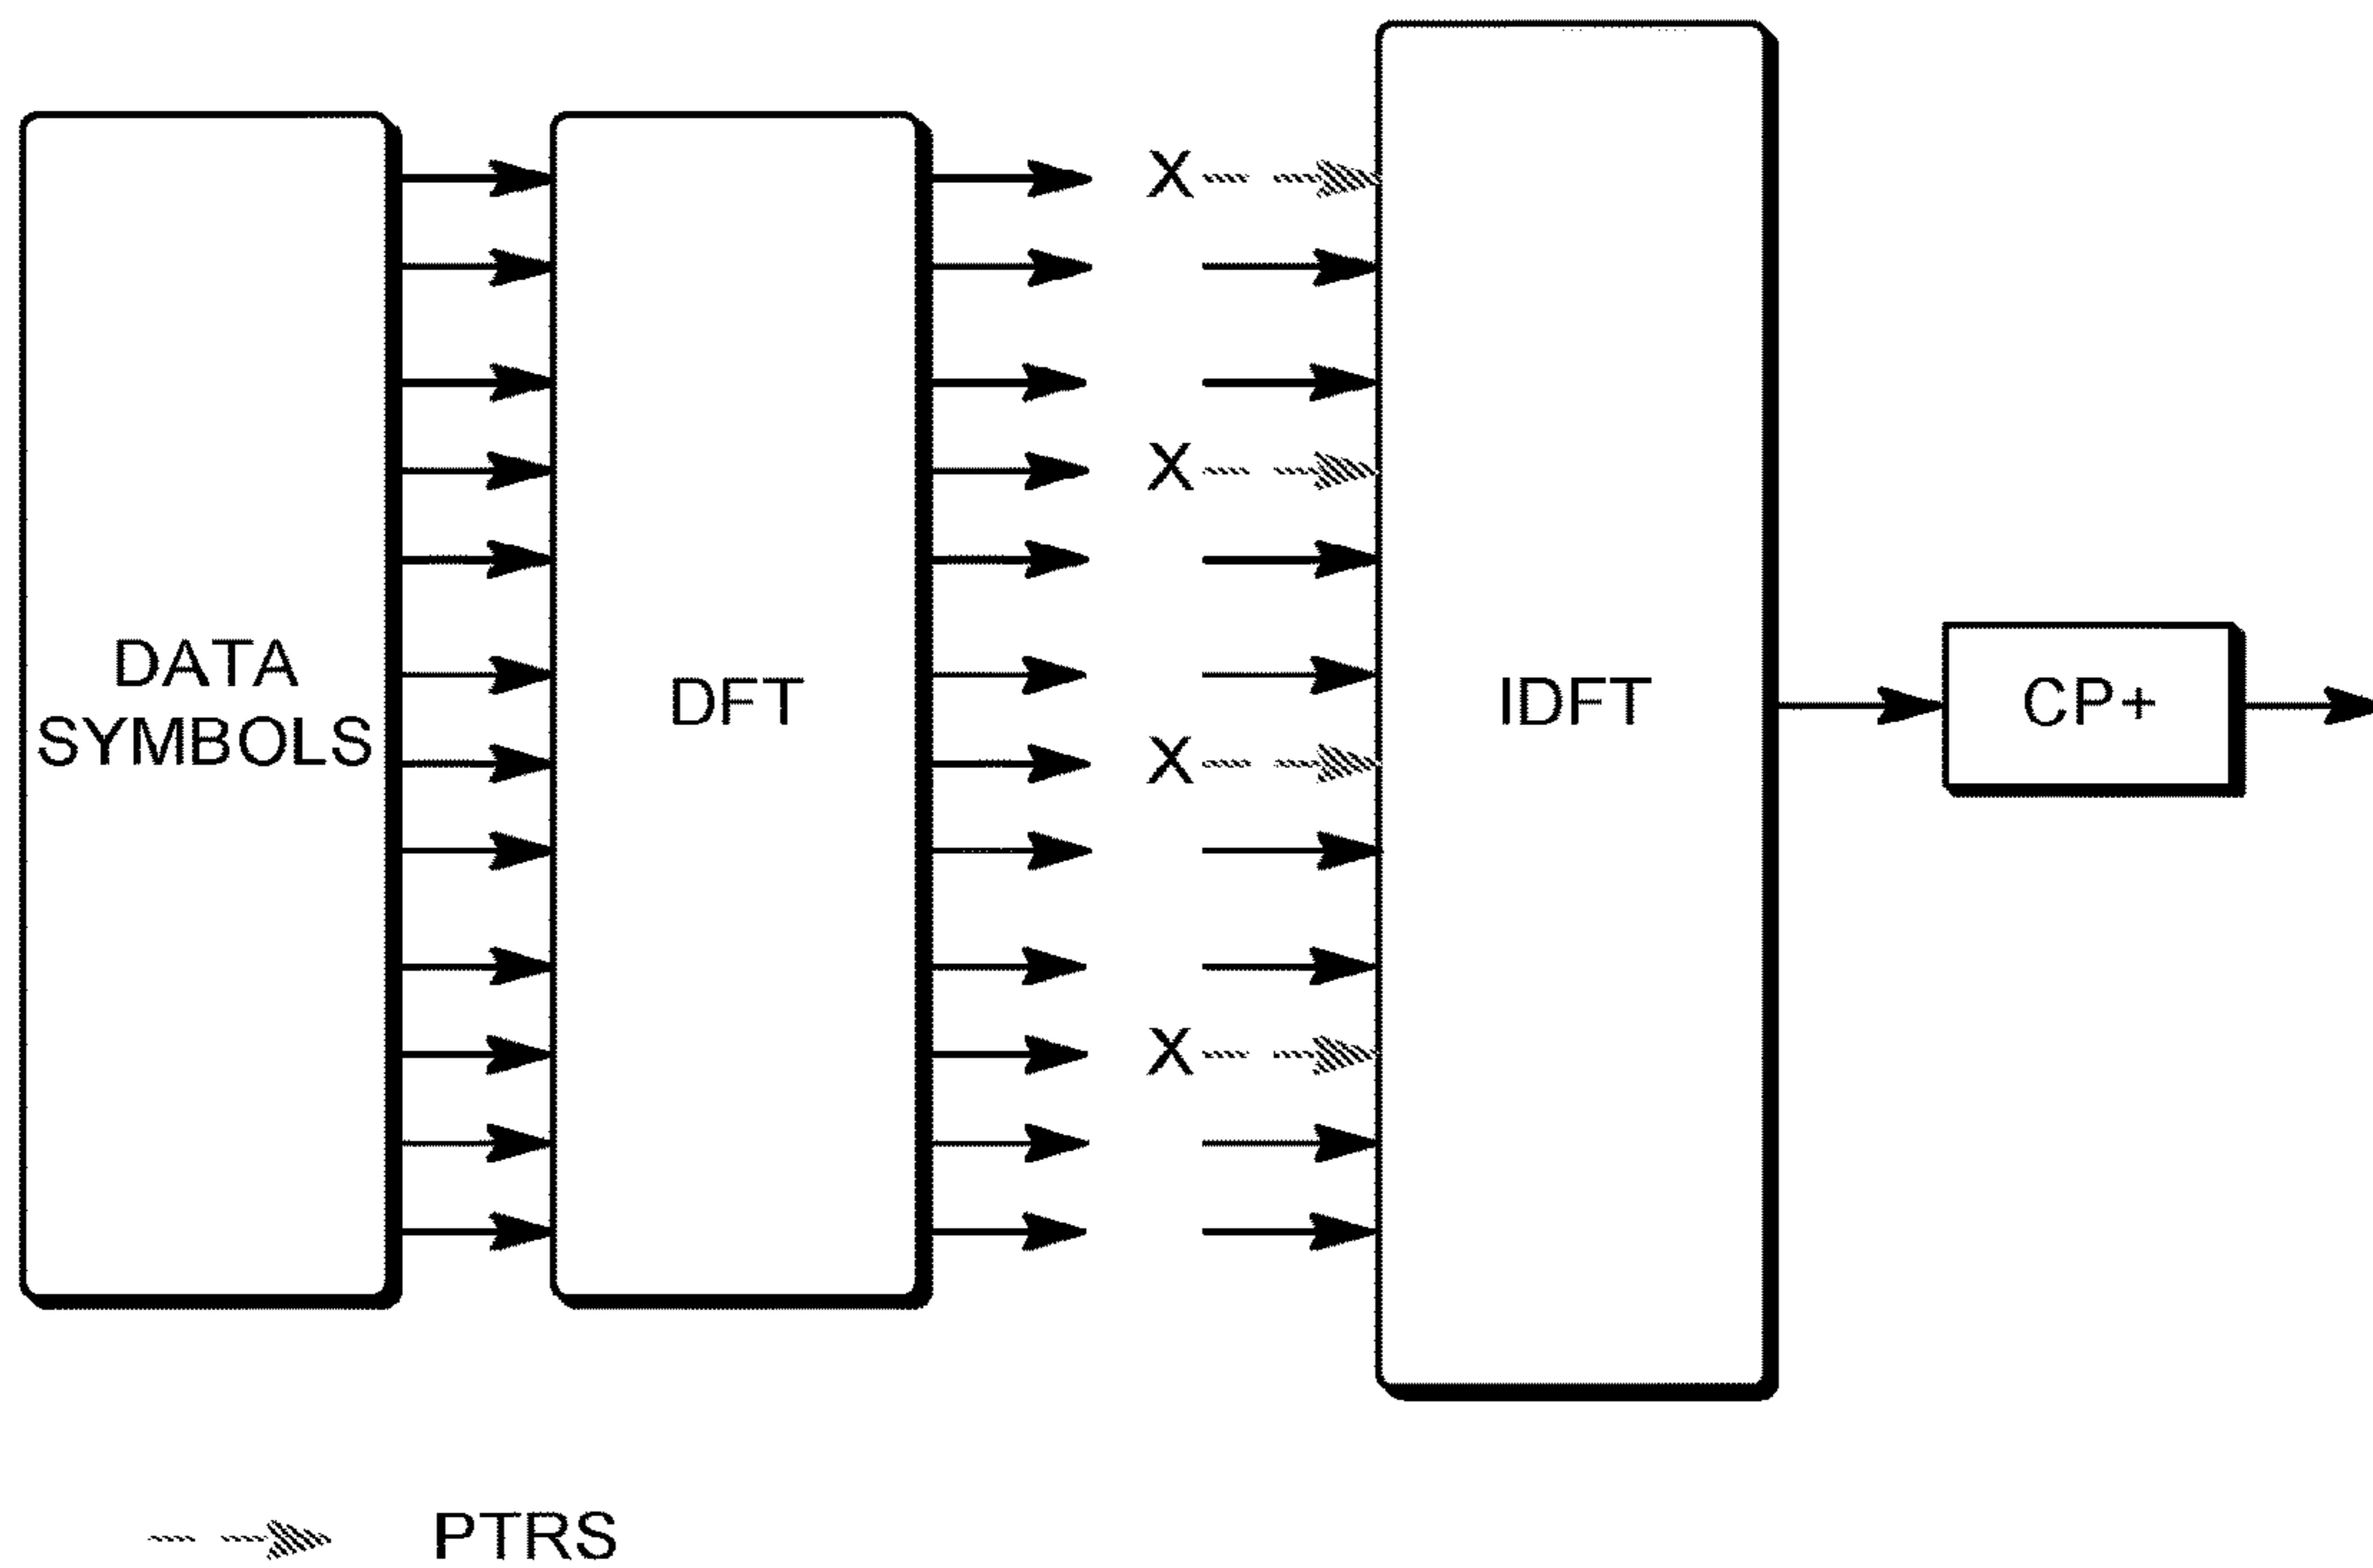 X
X
DATA
SYMBOLS
DFT
X
IDFT
CP+
X
PTRS